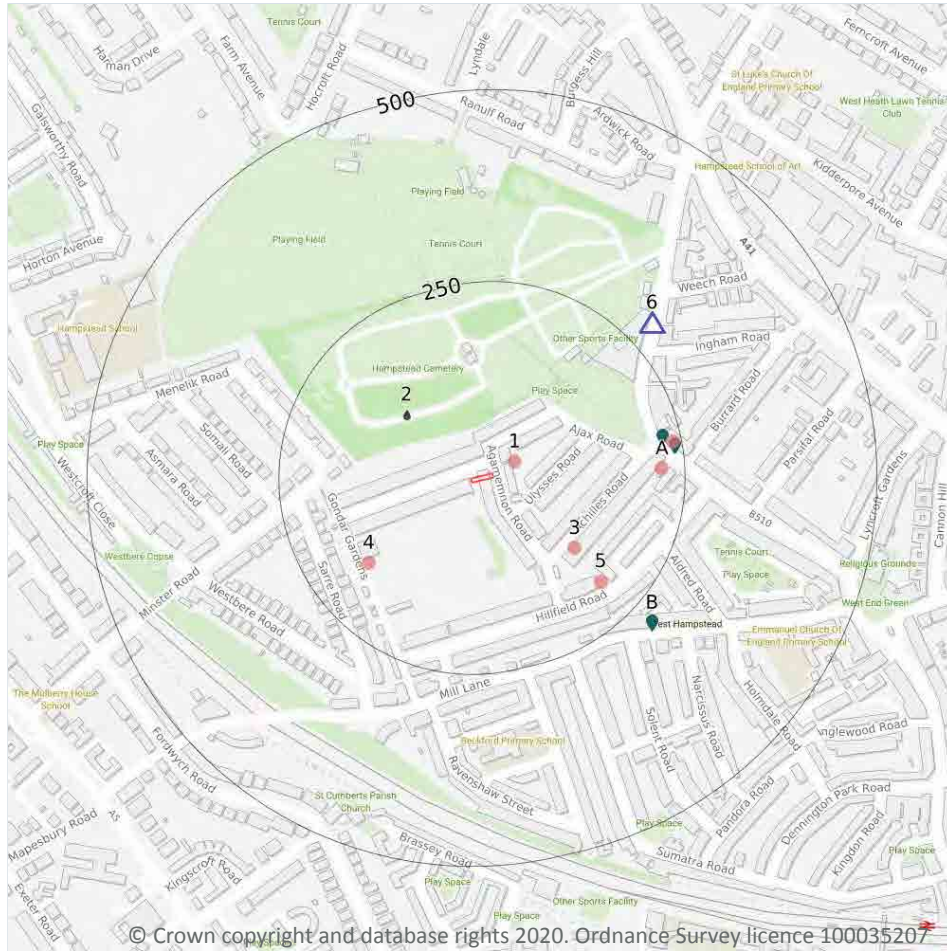 Tennis Court
Harman Drive
Farm Avenue
Hocroft Road
Lyndale
Burgess Hill
Ferncroft Avenue
St Luke's Church Of
England Primary School
West Heath Lawn Tennis
Club
500
Ranulf Road
Ardwick Road
Galsworthy Road
Hampstead School of Art
Kidderpore Avenue
Playing Field
Playing Field
Tennis Court
A41
Horton Avenue
250
Weech Road
6
Hampstead School
Other Sports Facility
Ingham Road
Hampstead Cemetery
Menelik Road
Play Space
2
Burrard Road
Parsifal Road
Play Space
Somali Road
Asmara Road
Westcroft Close
1
Ajax Road
A
Agamemnon Road
Ulysses Road
Achilles Road
Lyncroft Gardens
Cannon Hill
Gondar Gardens
B510
4
3
Westbere Copse
Sarre Road
Tennis Court
Play Space
Religious Grounds
Minster Road
5
Aldred Road
Westbere Road
Hillfield Road
B
West Hampstead
West End Green
Emmanuel Church Of
England Primary School
The Mulberry House
School
Mill Lane
Narcissus Road
Holmdale Road
Solent Road
Beckford Primary School
Fordwych Road
Ravenshaw Street
Pandora Road
Dennington Park Road
St Cumberts Parish
Church
Play Space
Kingdon Road
Play Space
Mapesbury Road
A5
Brassey Road
Sumatra Road
Kingscroft Road
Play Space
Exeter Road
Other Sports Facility
Play Space
© Crown copyright and database rights 2020. Ordnance Survey licence 100035207